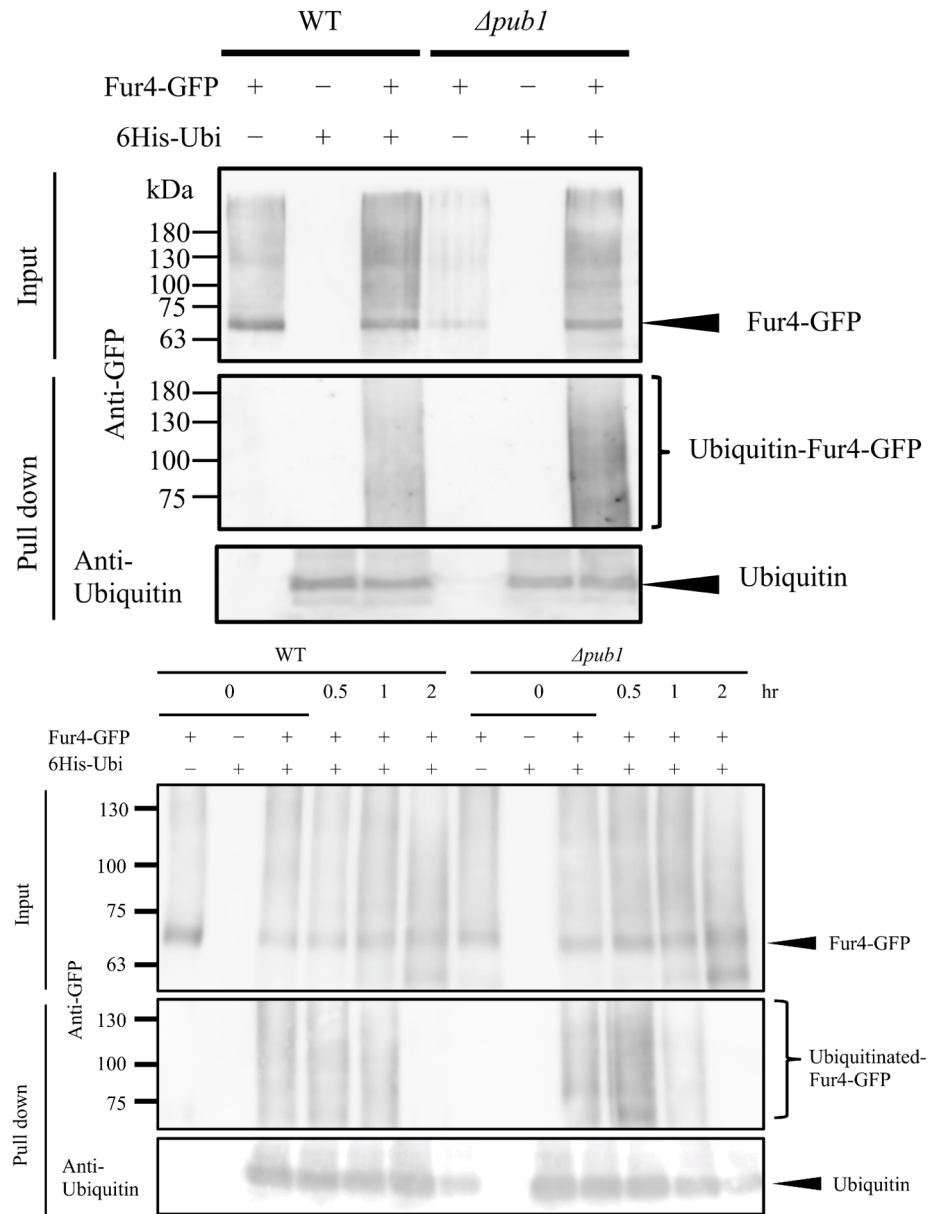 WT Δpub1
Fur4-GFP + − + + − +
6His-Ubi − + + − + +
Input
Anti-GFP
kDa
180
130
100
75
63
Fur4-GFP
Pull down
180
130
100
75
Ubiquitin-Fur4-GFP
Anti-
Ubiquitin
Ubiquitin
WT Δpub1
0 0.5 1 2 0 0.5 1 2 hr
Fur4-GFP + − + + + + + − + + + +
6His-Ubi − + + + + + − + + + + +
Input
Anti-GFP
130
100
75
63
Fur4-GFP
Pull down
130
100
75
Ubiquitinated-
Fur4-GFP
Anti-
Ubiquitin
Ubiquitin